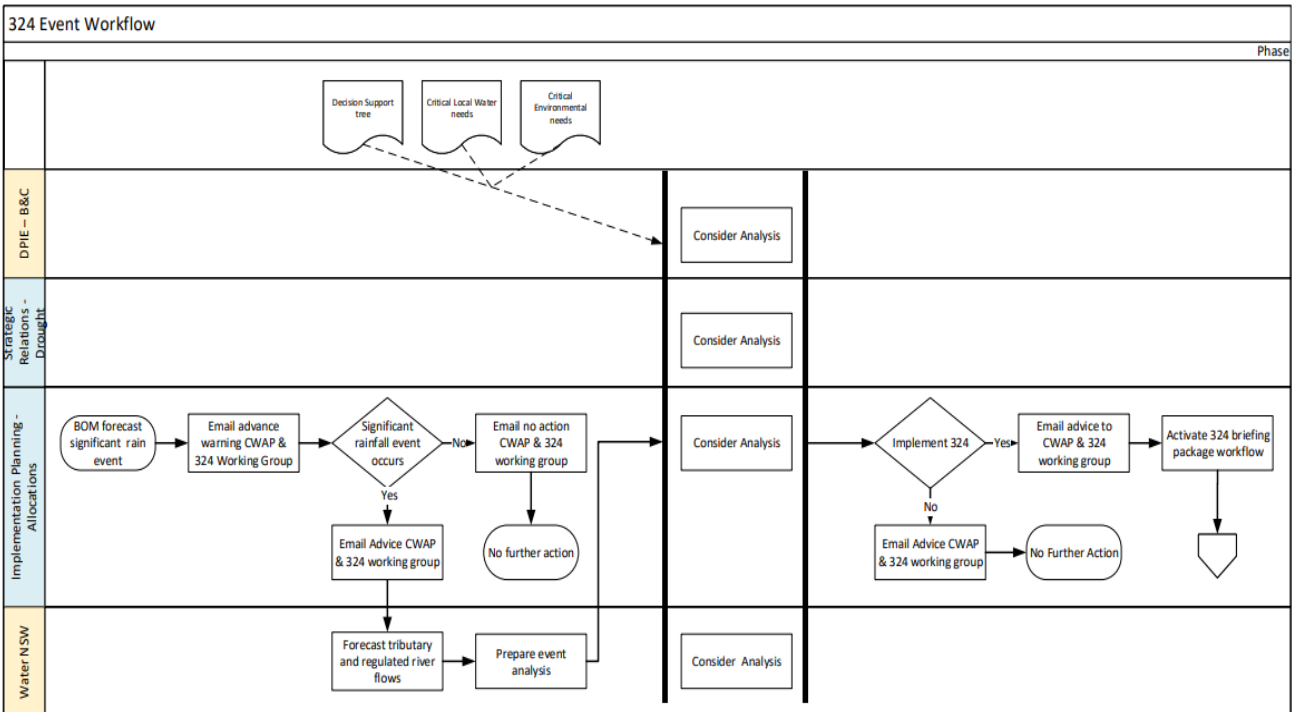 324 Event Workflow
Phase
Decision Support
tree
Critical Local Water
needs
Critical
Environmental
needs
DPIE – B&C
Consider Analysis
Strategic
Relations -
Drought
Consider Analysis
Implementation Planning -
Allocations
BOM forecast
significant rain
event
Email advance
warning CWAP &
324 Working Group
Significant
rainfall event
occurs
No
Email no action
CWAP & 324
working group
Yes
Email Advice CWAP
& 324 working group
No further action
Consider Analysis
Implement 324
Yes
Email advice to
CWAP & 324
working group
Activate 324 briefing
package workflow
No
Email Advice CWAP
& 324 working group
No Further Action
Water NSW
Forecast tributary
and regulated river
flows
Prepare event
analysis
Consider Analysis